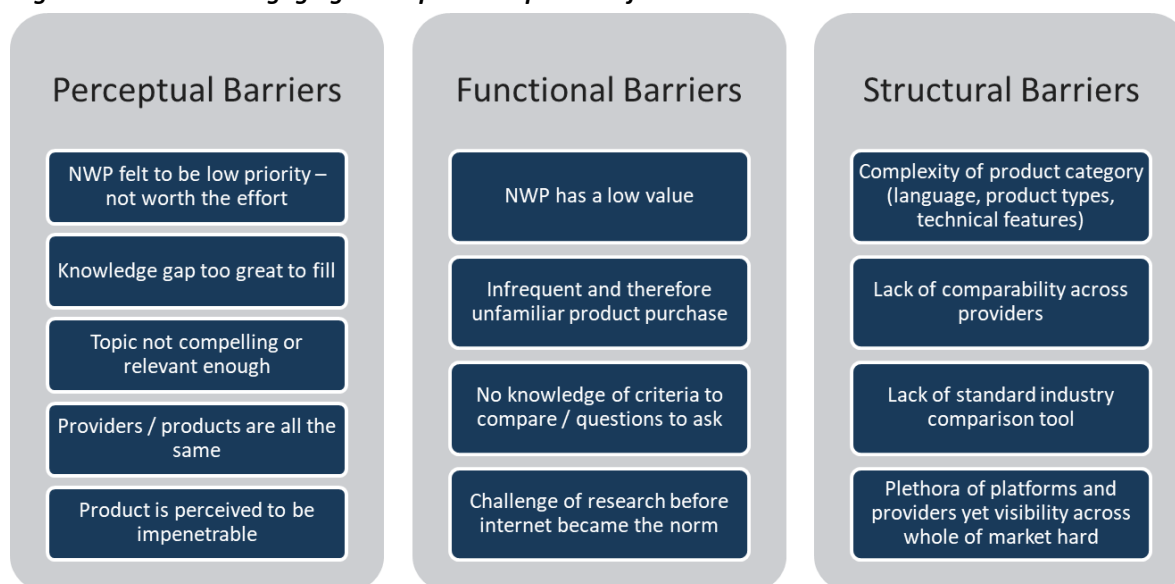 Perceptual Barriers
NWP felt to be low priority –
not worth the effort
Knowledge gap too great to fill
Topic not compelling or
relevant enough
Providers / products are all the
same
Product is perceived to be
impenetrable
Functional Barriers
NWP has a low value
Infrequent and therefore
unfamiliar product purchase
No knowledge of criteria to
compare / questions to ask
Challenge of research before
internet became the norm
Structural Barriers
Complexity of product category
(language, product types,
technical features)
Lack of comparability across
providers
Lack of standard industry
comparison tool
Plethora of platforms and
providers yet visibility across
whole of market hard